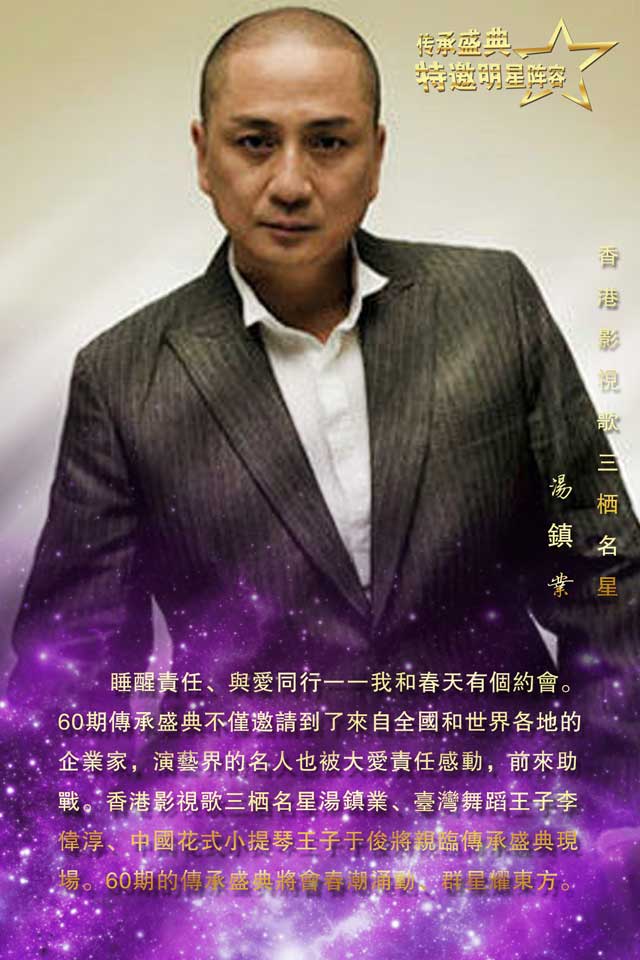 传承盛典
特邀明星阵容
香港影視歌三栖名星
湯鎮業
睡醒責任、與愛同行一一我和春天有個約會。
60期傳承盛典不僅邀請到了來自全國和世界各地的
企業家，演藝界的名人也被大愛責任感動，前來助
戰。香港影視歌三栖名星湯鎮業、臺灣舞蹈王子李
偉淳、中國花式小提琴王子于俊將親臨傳承盛典現
場。60期的傳承盛典將會春潮涌動、群星耀東方。